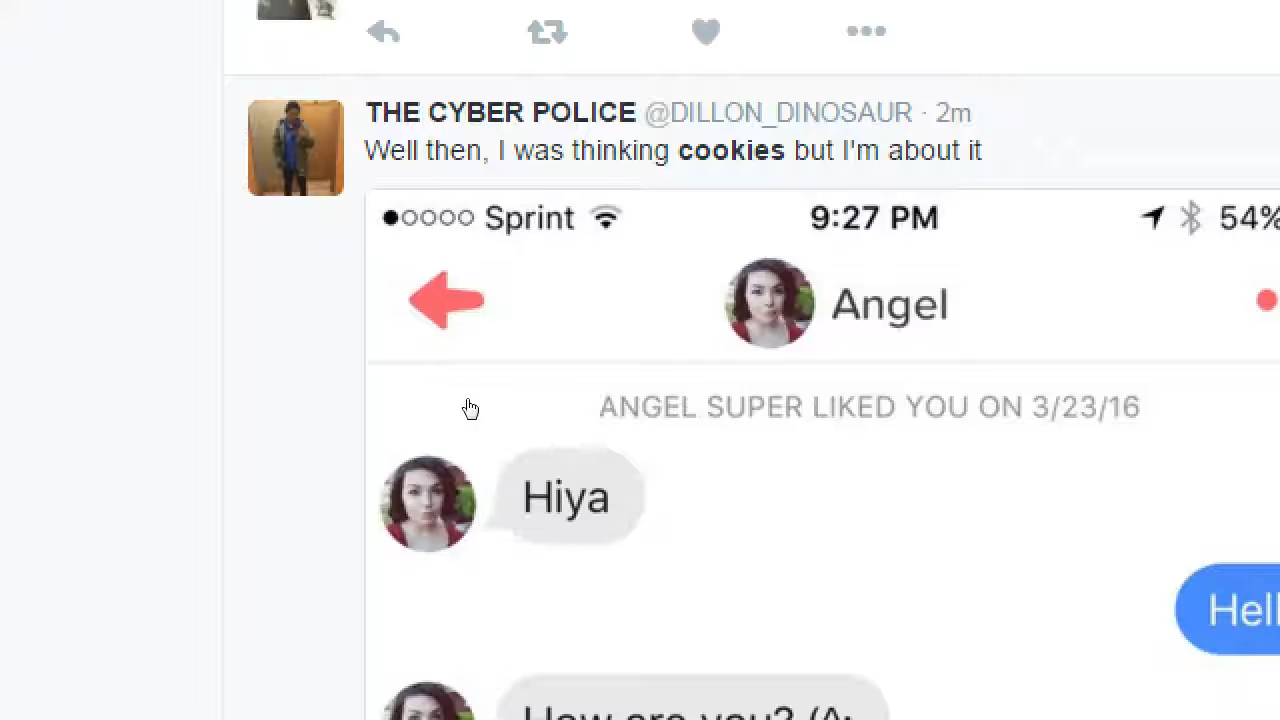 THE CYBER POLICE @DILLON_DINOSAUR · 2m
Well then, I was thinking cookies but I'm about it
Sprint 9:27 PM 54%
Angel
ANGEL SUPER LIKED YOU ON 3/23/16
Hiya
Hell
How are you? (^.